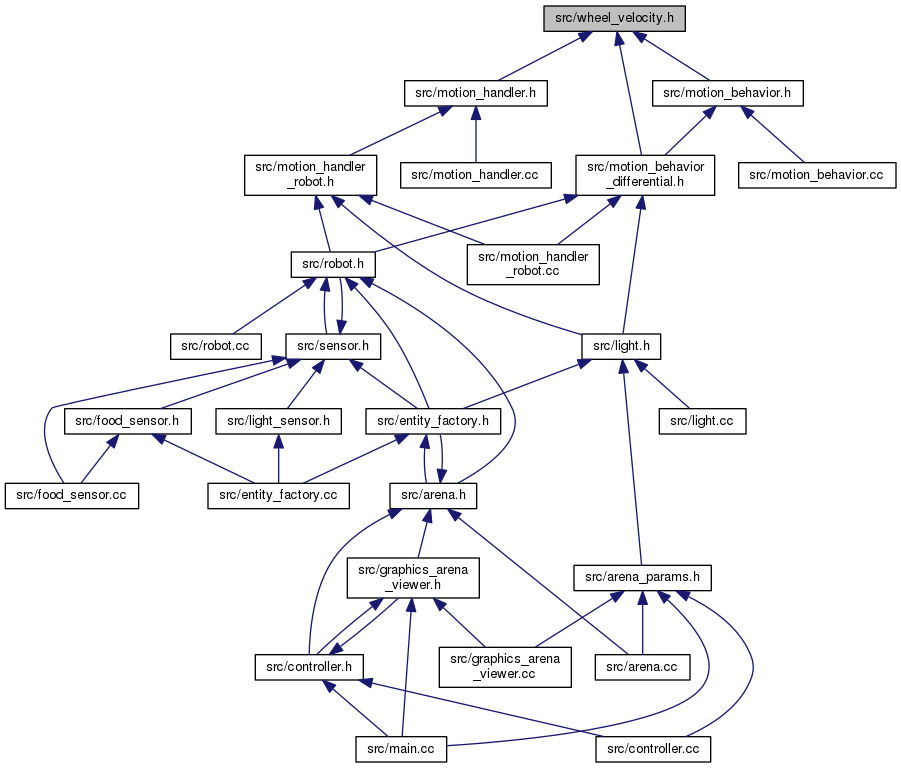 src/wheel_velocity.h
src/motion_handler.h
src/motion_behavior.h
src/motion_handler
_robot.h
src/motion_handler.cc
src/motion_behavior
_differential.h
src/motion_behavior.cc
src/robot.h
src/motion_handler
_robot.cc
src/robot.cc
src/sensor.h
src/light.h
src/food_sensor.h
src/light_sensor.h
src/entity_factory.h
src/light.cc
src/food_sensor.cc
src/entity_factory.cc
src/arena.h
src/graphics_arena
_viewer.h
src/arena_params.h
src/controller.h
src/graphics_arena
_viewer.cc
src/arena.cc
src/main.cc
src/controller.cc